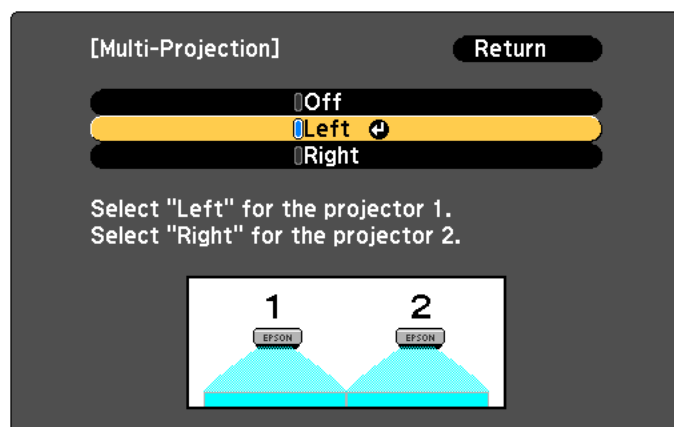 [Multi-Projection] Return
Off
Left
Right
Select "Left" for the projector 1.
Select "Right" for the projector 2.
1 2
EPSON EPSON